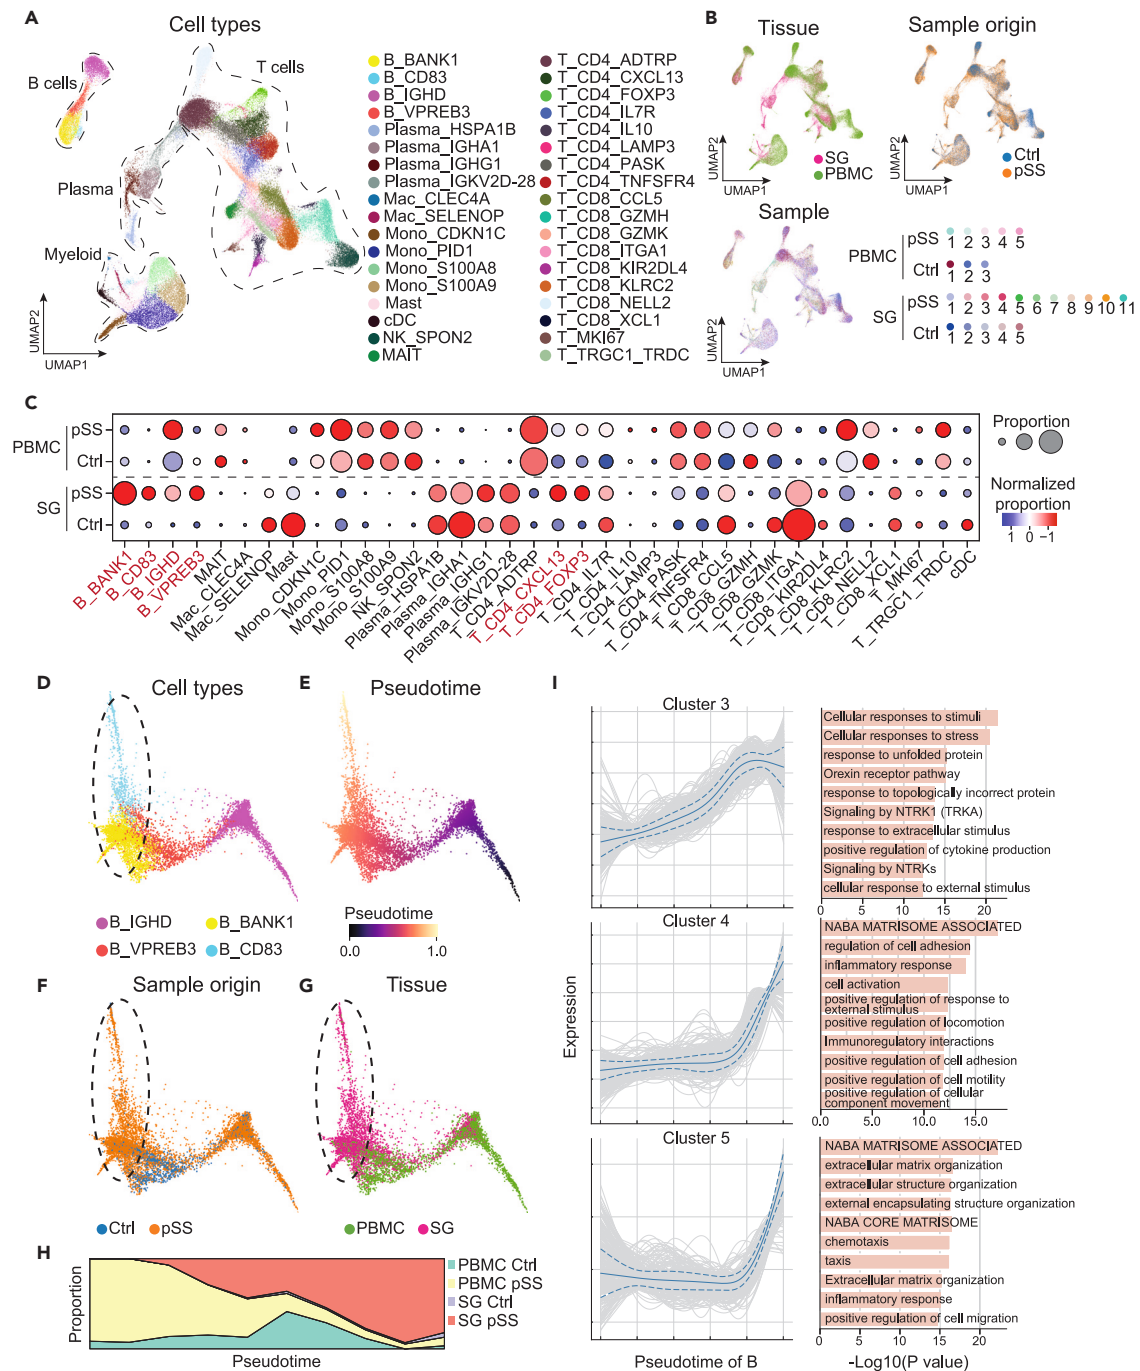 A
Cell types
B cells
T cells
Plasma
Myeloid
UMAP2
UMAP1
B_BANK1
B_CD83
B_IGHD
B_VPREB3
Plasma_HSPA1B
Plasma_IGHA1
Plasma_IGHG1
Plasma_IGKV2D-28
Mac_CLEC4A
Mac_SELENOP
Mono_CDKN1C
Mono_PID1
Mono_S100A8
Mono_S100A9
Mast
cDC
NK_SPON2
MAIT
T_CD4_ADTRP
T_CD4_CXCL13
T_CD4_FOXP3
T_CD4_IL7R
T_CD4_IL10
T_CD4_LAMP3
T_CD4_PASK
T_CD4_TNFSFR4
T_CD8_CCL5
T_CD8_GZMH
T_CD8_GZMK
T_CD8_ITGA1
T_CD8_KIR2DL4
T_CD8_KLRC2
T_CD8_NELL2
T_CD8_XCL1
T_MKI67
T_TRGC1_TRDC
B
Tissue
Sample origin
UMAP2
UMAP1
SG
PBMC
UMAP2
UMAP1
Ctrl
pSS
Sample
UMAP2
UMAP1
PBMC
pSS
1 2 3 4 5
Ctrl
1 2 3
SG
pSS
1 2 3 4 5 6 7 8 9 10 11
Ctrl
1 2 3 4 5
C
PBMC
pSS
Ctrl
SG
pSS
Ctrl
Proportion
Normalized
proportion
1 0 −1
B_BANK1
B_CD83
B_IGHD
B_VPREB3
MAIT
Mac_CLEC4A
Mac_SELENOP
Mast
Mono_CDKN1C
Mono_PID1
Mono_S100A8
Mono_S100A9
NK_SPON2
Plasma_HSPA1B
Plasma_IGHA1
Plasma_IGHG1
Plasma_IGKV2D-28
T_CD4_ADTRP
T_CD4_CXCL13
T_CD4_FOXP3
T_CD4_IL7R
T_CD4_IL10
T_CD4_LAMP3
T_CD4_PASK
T_CD4_TNFSFR4
T_CD8_CCL5
T_CD8_GZMH
T_CD8_GZMK
T_CD8_ITGA1
T_CD8_KIR2DL4
T_CD8_KLRC2
T_CD8_NELL2
T_CD8_XCL1
T_MKI67
T_TRGC1_TRDC
cDC
D
Cell types
B_IGHD
B_BANK1
B_VPREB3
B_CD83
E
Pseudotime
Pseudotime
0.0 1.0
F
Sample origin
Ctrl
pSS
G
Tissue
PBMC
SG
H
Proportion
Pseudotime
PBMC Ctrl
PBMC pSS
SG Ctrl
SG pSS
I
Expression
Cluster 3
Cellular responses to stimuli
Cellular responses to stress
response to unfolded protein
Orexin receptor pathway
response to topologically incorrect protein
Signaling by NTRK1 (TRKA)
response to extracellular stimulus
positive regulation of cytokine production
Signaling by NTRKs
cellular response to external stimulus
0 5 10 15 20
Cluster 4
NABA MATRISOME ASSOCIATED
regulation of cell adhesion
inflammatory response
cell activation
positive regulation of response to
external stimulus
positive regulation of locomotion
Immunoregulatory interactions
positive regulation of cell adhesion
positive regulation of cell motility
positive regulation of cellular
component movement
0.0 5.0 10.0 15.0
Cluster 5
NABA MATRISOME ASSOCIATED
extracellular matrix organization
extracellular structure organization
external encapsulating structure organization
NABA CORE MATRISOME
chemotaxis
taxis
Extracellular matrix organization
inflammatory response
positive regulation of cell migration
0 5 10 15 20
Pseudotime of B
-Log10(P value)